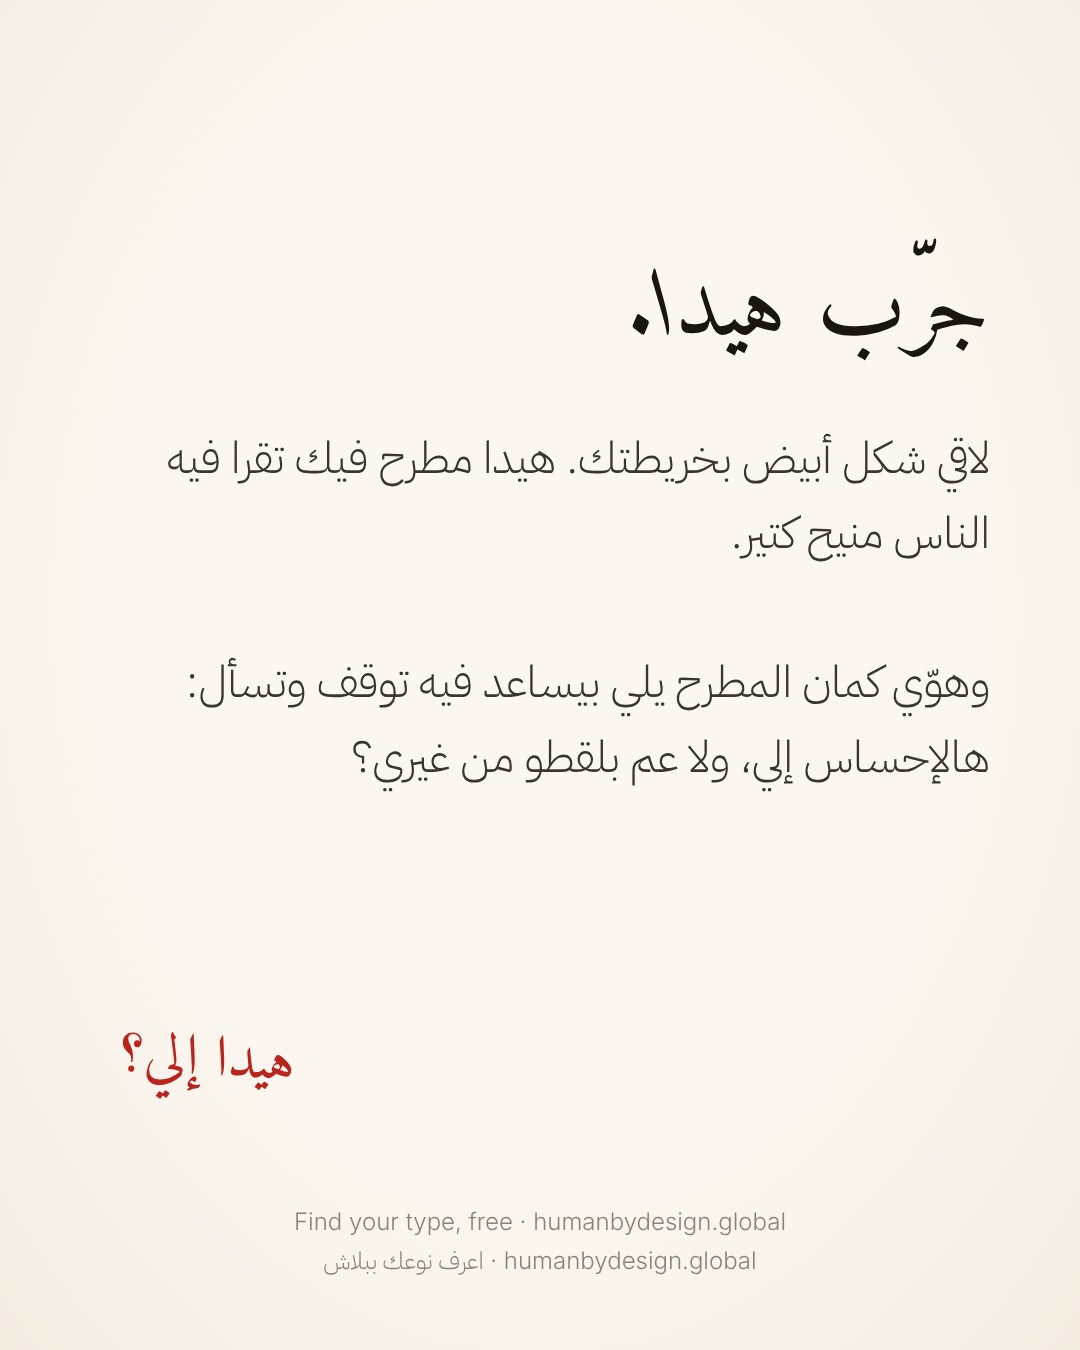 جرّب هيدا.
لاقي شكل أبيض بخريطتك. هيدا مطرح فيك تقرا فيه
الناس منيح كتير.
وهوّي كمان المطرح يلي بيساعد فيه توقف وتسأل:
هالإحساس إلي، ولا عم بلقطو من غيري؟
هيدا إلي؟
Find your type, free · humanbydesign.global
اعرف نوعك ببلاش · humanbydesign.global